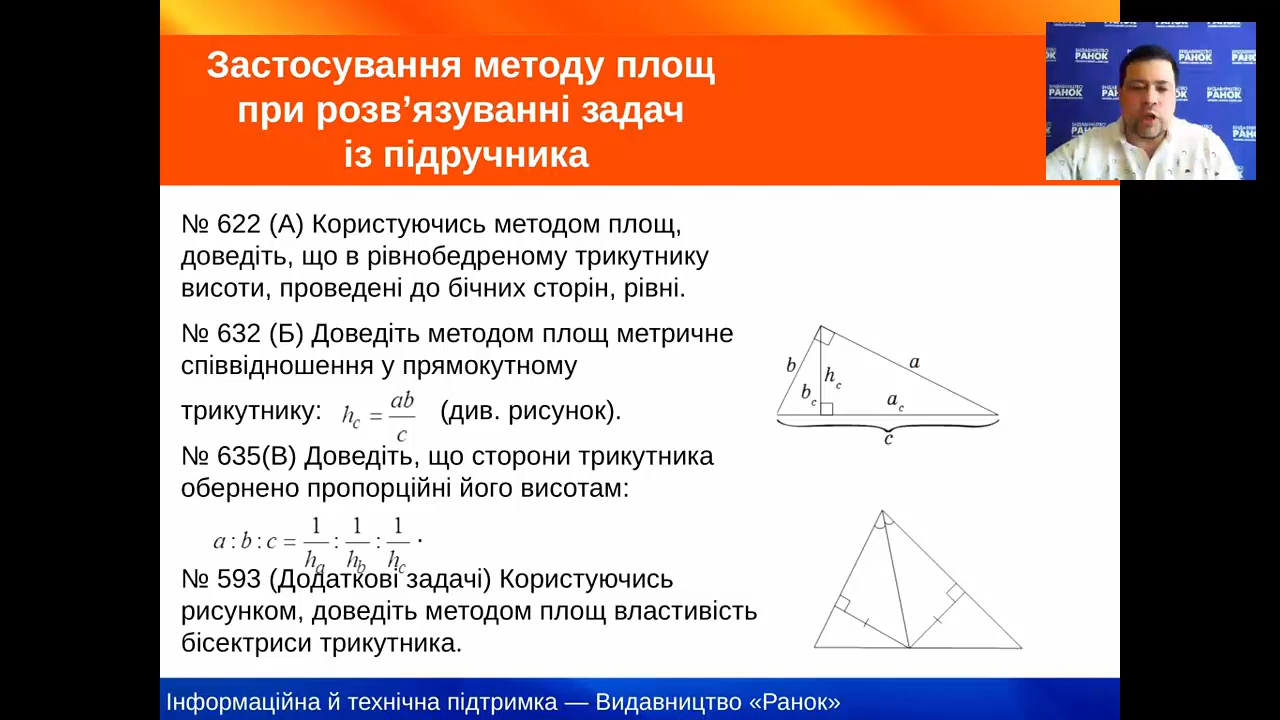 Застосування методу площ
при розв’язуванні задач
із підручника
ВИДАВНИЦТВО
РАНОК
№ 622 (А) Користуючись методом площ,
доведіть, що в рівнобедреному трикутнику
висоти, проведені до бічних сторін, рівні.
№ 632 (Б) Доведіть методом площ метричне
співвідношення у прямокутному
трикутнику: h_c = ab/c (див. рисунок).
b
h_c
a
b_c
a_c
c
№ 635(В) Доведіть, що сторони трикутника
обернено пропорційні його висотам:
a : b : c = 1/h_a : 1/h_b : 1/h_c .
№ 593 (Додаткові задачі) Користуючись
рисунком, доведіть методом площ властивість
бісектриси трикутника.
Інформаційна й технічна підтримка — Видавництво «Ранок»